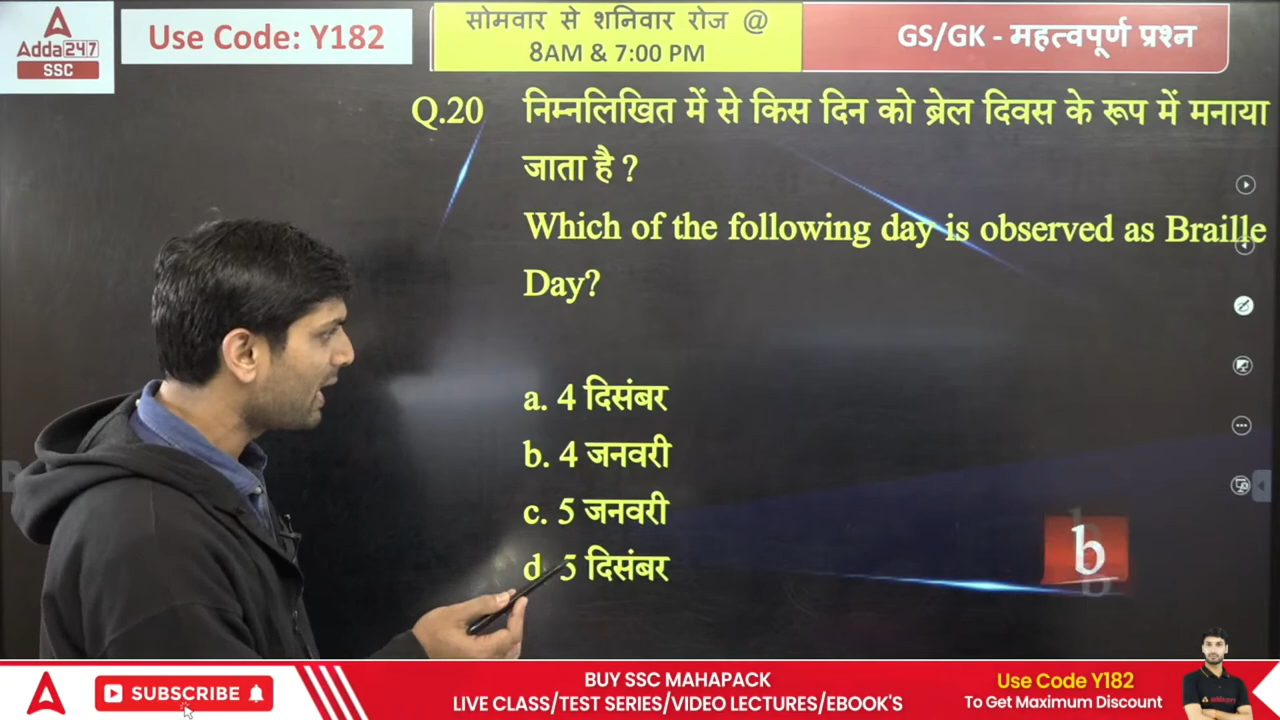 Adda247
SSC
Use Code: Y182
सोमवार से शनिवार रोज @
8AM & 7:00 PM
GS/GK - महत्वपूर्ण प्रश्न
Q.20 निम्नलिखित में से किस दिन को ब्रेल दिवस के रूप में मनाया
जाता है ?
Which of the following day is observed as Braille
Day?
a. 4 दिसंबर
b. 4 जनवरी
c. 5 जनवरी
d. 5 दिसंबर
b
SUBSCRIBE
BUY SSC MAHAPACK
LIVE CLASS/TEST SERIES/VIDEO LECTURES/EBOOK'S
Use Code Y182
To Get Maximum Discount